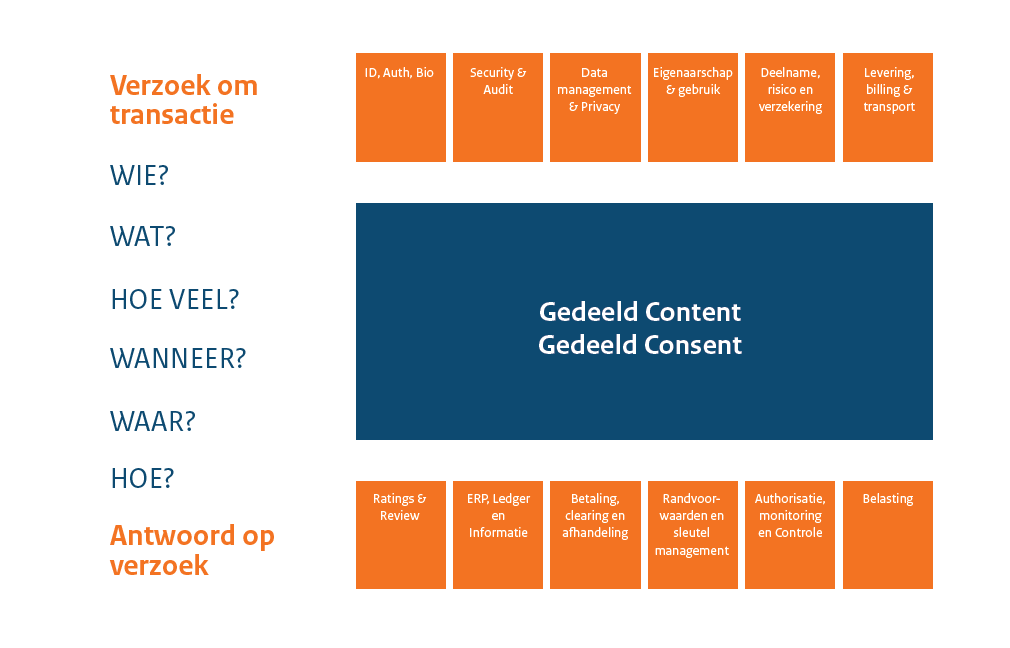 Verzoek om
transactie
WIE?
WAT?
HOE VEEL?
WANNEER?
WAAR?
HOE?
Antwoord op
verzoek
ID, Auth, Bio
Security &
Audit
Data
management
& Privacy
Eigenaarschap
& gebruik
Deelname,
risico en
verzekering
Levering,
billing &
transport
Gedeeld Content
Gedeeld Consent
Ratings &
Review
ERP, Ledger
en
Informatie
Betaling,
clearing en
afhandeling
Randvoor-
waarden en
sleutel
management
Authorisatie,
monitoring
en Controle
Belasting